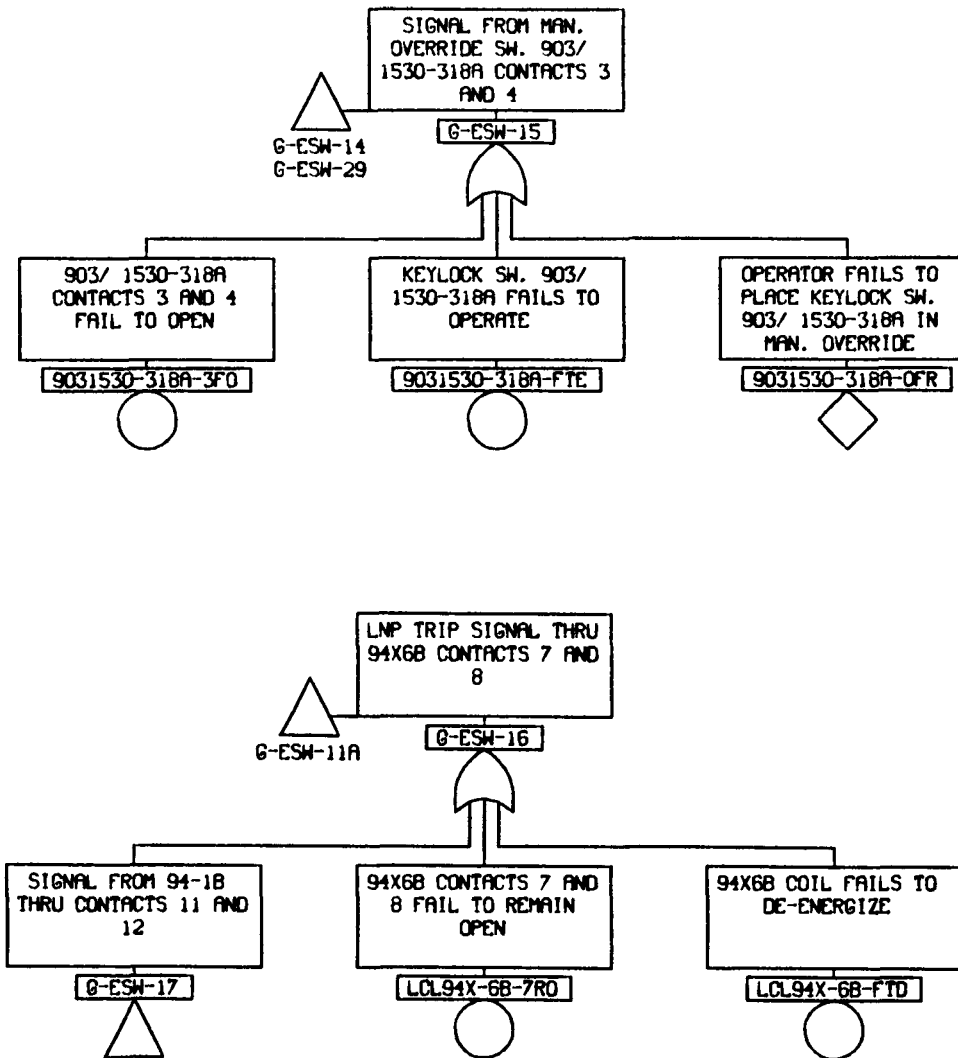 SIGNAL FROM MAN.
OVERRIDE SW. 903/
1530-318A CONTACTS 3
AND 4
G-ESW-14
G-ESW-29
G-ESW-15
903/ 1530-318A
CONTACTS 3 AND 4
FAIL TO OPEN
9031530-318A-3FO
KEYLOCK SW. 903/
1530-318A FAILS TO
OPERATE
9031530-318A-FTE
OPERATOR FAILS TO
PLACE KEYLOCK SW.
903/ 1530-318A IN
MAN. OVERRIDE
9031530-318A-OFR
LNP TRIP SIGNAL THRU
94X6B CONTACTS 7 AND
8
G-ESW-11A
G-ESW-16
SIGNAL FROM 94-1B
THRU CONTACTS 11 AND
12
G-ESW-17
94X6B CONTACTS 7 AND
8 FAIL TO REMAIN
OPEN
LCL94X-6B-7RO
94X6B COIL FAILS TO
DE-ENERGIZE
LCL94X-6B-FTD